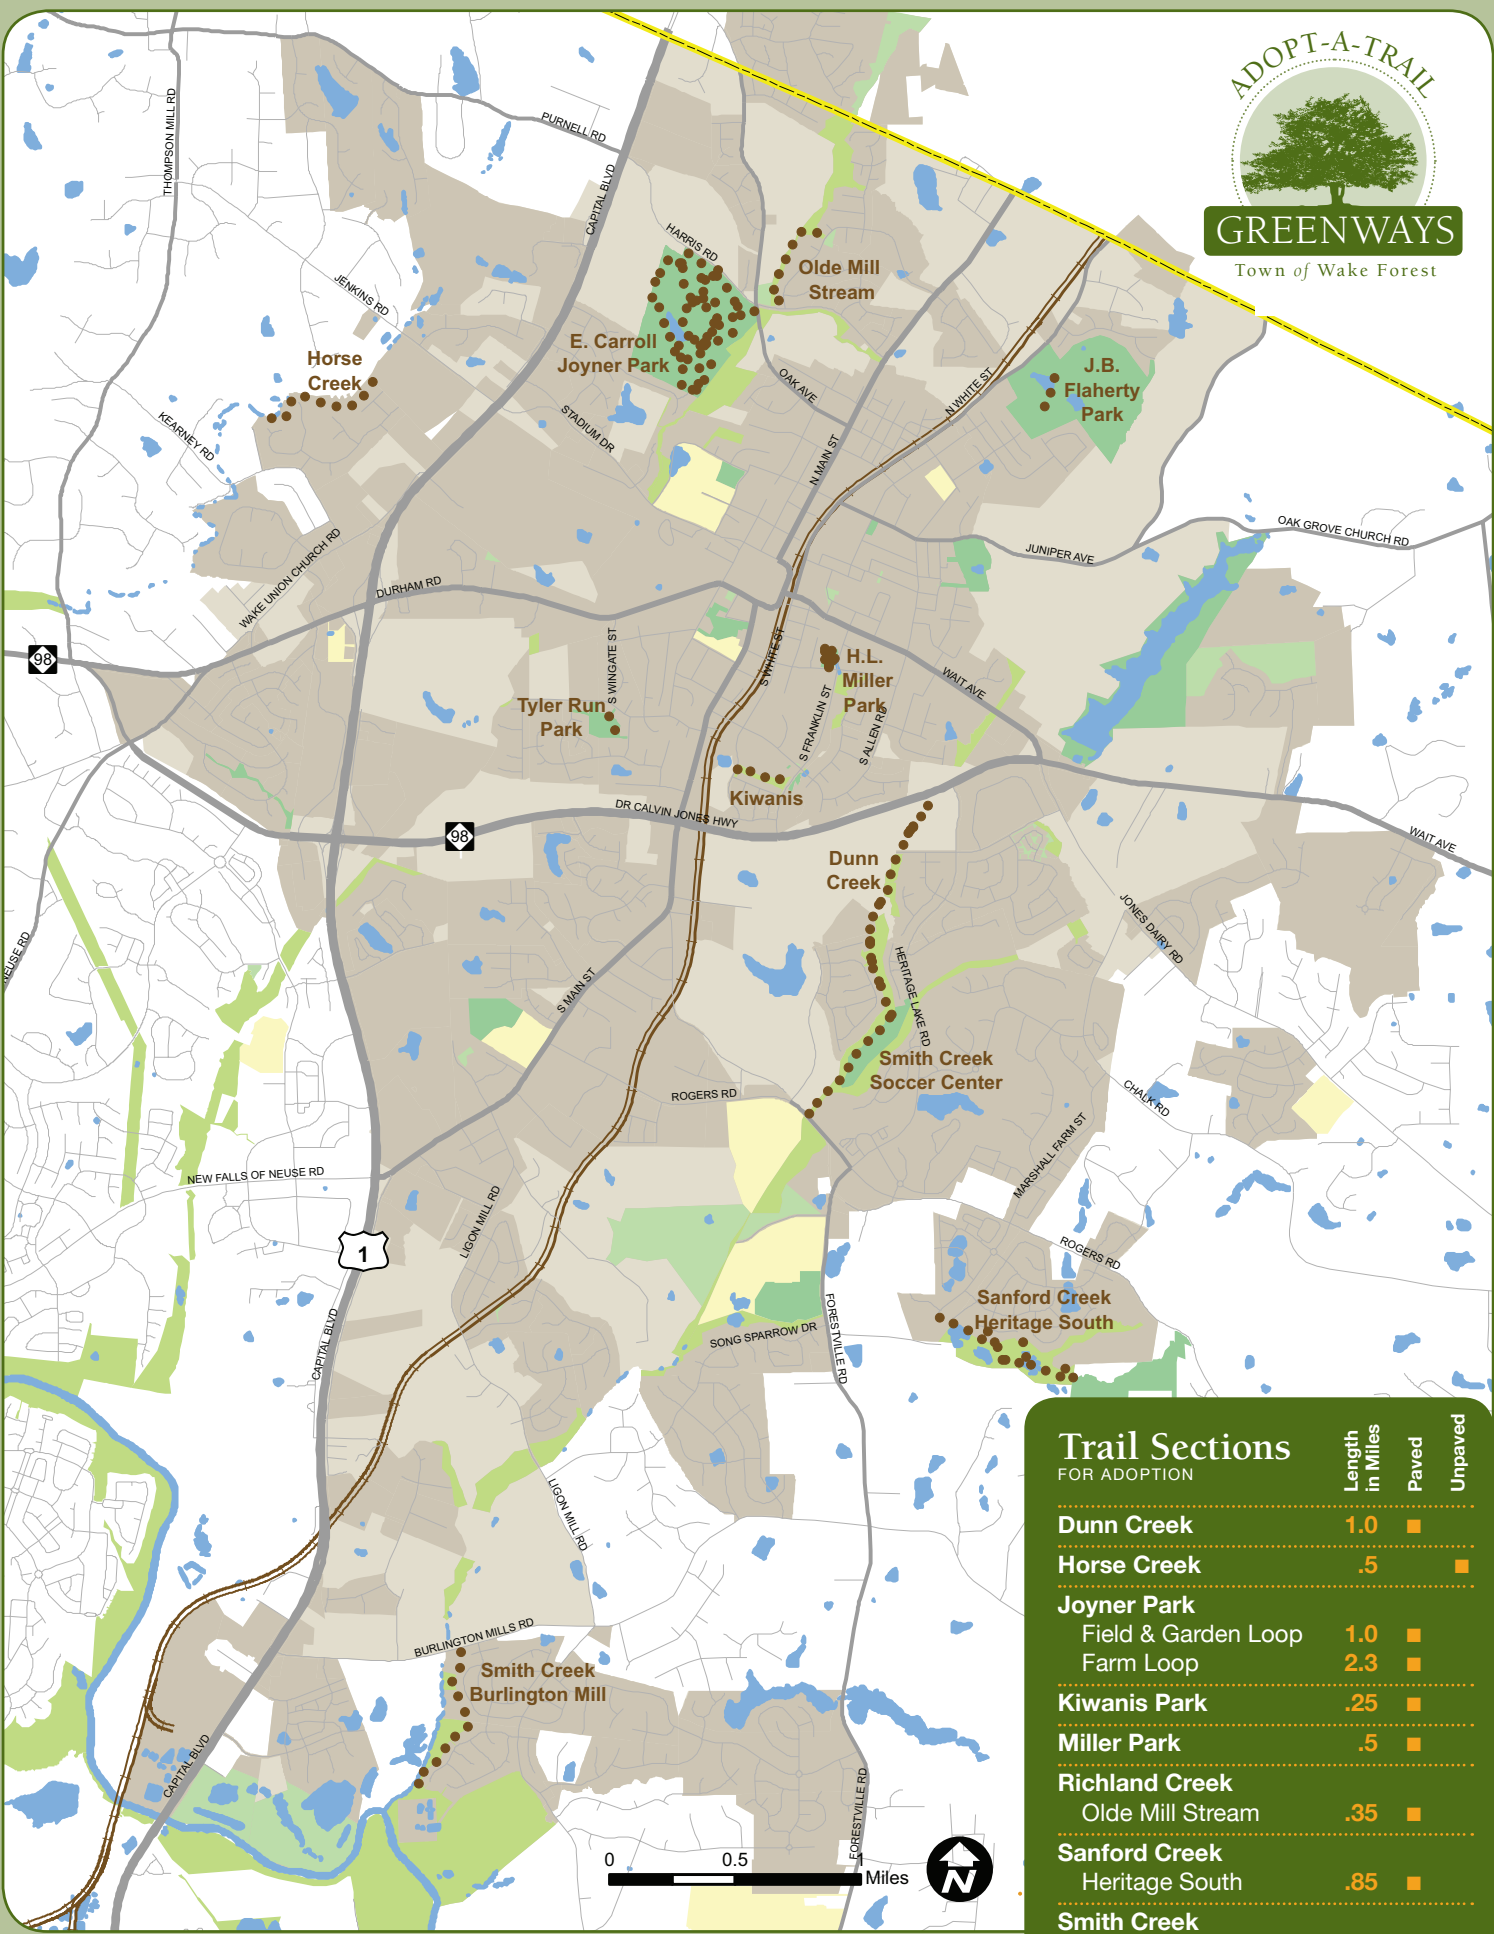 ADOPT-A-TRAIL
GREENWAYS
Town of Wake Forest
THOMPSON MILL RD
PURNELL RD
CAPITAL BLVD
HARRIS RD
Olde Mill
Stream
JENKINS RD
E. Carroll
Joyner Park
Horse
Creek
J.B.
Flaherty
Park
OAK AVE
N WHITE ST
STADIUM DR
KEARNEY RD
N MAIN ST
OAK GROVE CHURCH RD
JUNIPER AVE
WAKE UNION CHURCH RD
DURHAM RD
98
S WINGATE ST
S WHITE ST
H.L.
Miller
Park
WAIT AVE
Tyler Run
Park
S FRANKLIN ST
S ALLEN RD
Kiwanis
DR CALVIN JONES HWY
98
WAIT AVE
Dunn
Creek
JONES DAIRY RD
NEUSE RD
HERITAGE LAKE RD
S MAIN ST
Smith Creek
Soccer Center
ROGERS RD
CHALK RD
MARSHALL FARM ST
NEW FALLS OF NEUSE RD
LIGON MILL RD
1
ROGERS RD
Sanford Creek
Heritage South
CAPITAL BLVD
SONG SPARROW DR
FORESTVILLE RD
LIGON MILL RD
BURLINGTON MILLS RD
Smith Creek
Burlington Mill
CAPITAL BLVD
FORESTVILLE RD
0 0.5 1
Miles
N
Trail Sections
FOR ADOPTION
Length
in Miles
Paved
Unpaved
Dunn Creek 1.0
Horse Creek .5
Joyner Park
Field & Garden Loop 1.0
Farm Loop 2.3
Kiwanis Park .25
Miller Park .5
Richland Creek
Olde Mill Stream .35
Sanford Creek
Heritage South .85
Smith Creek